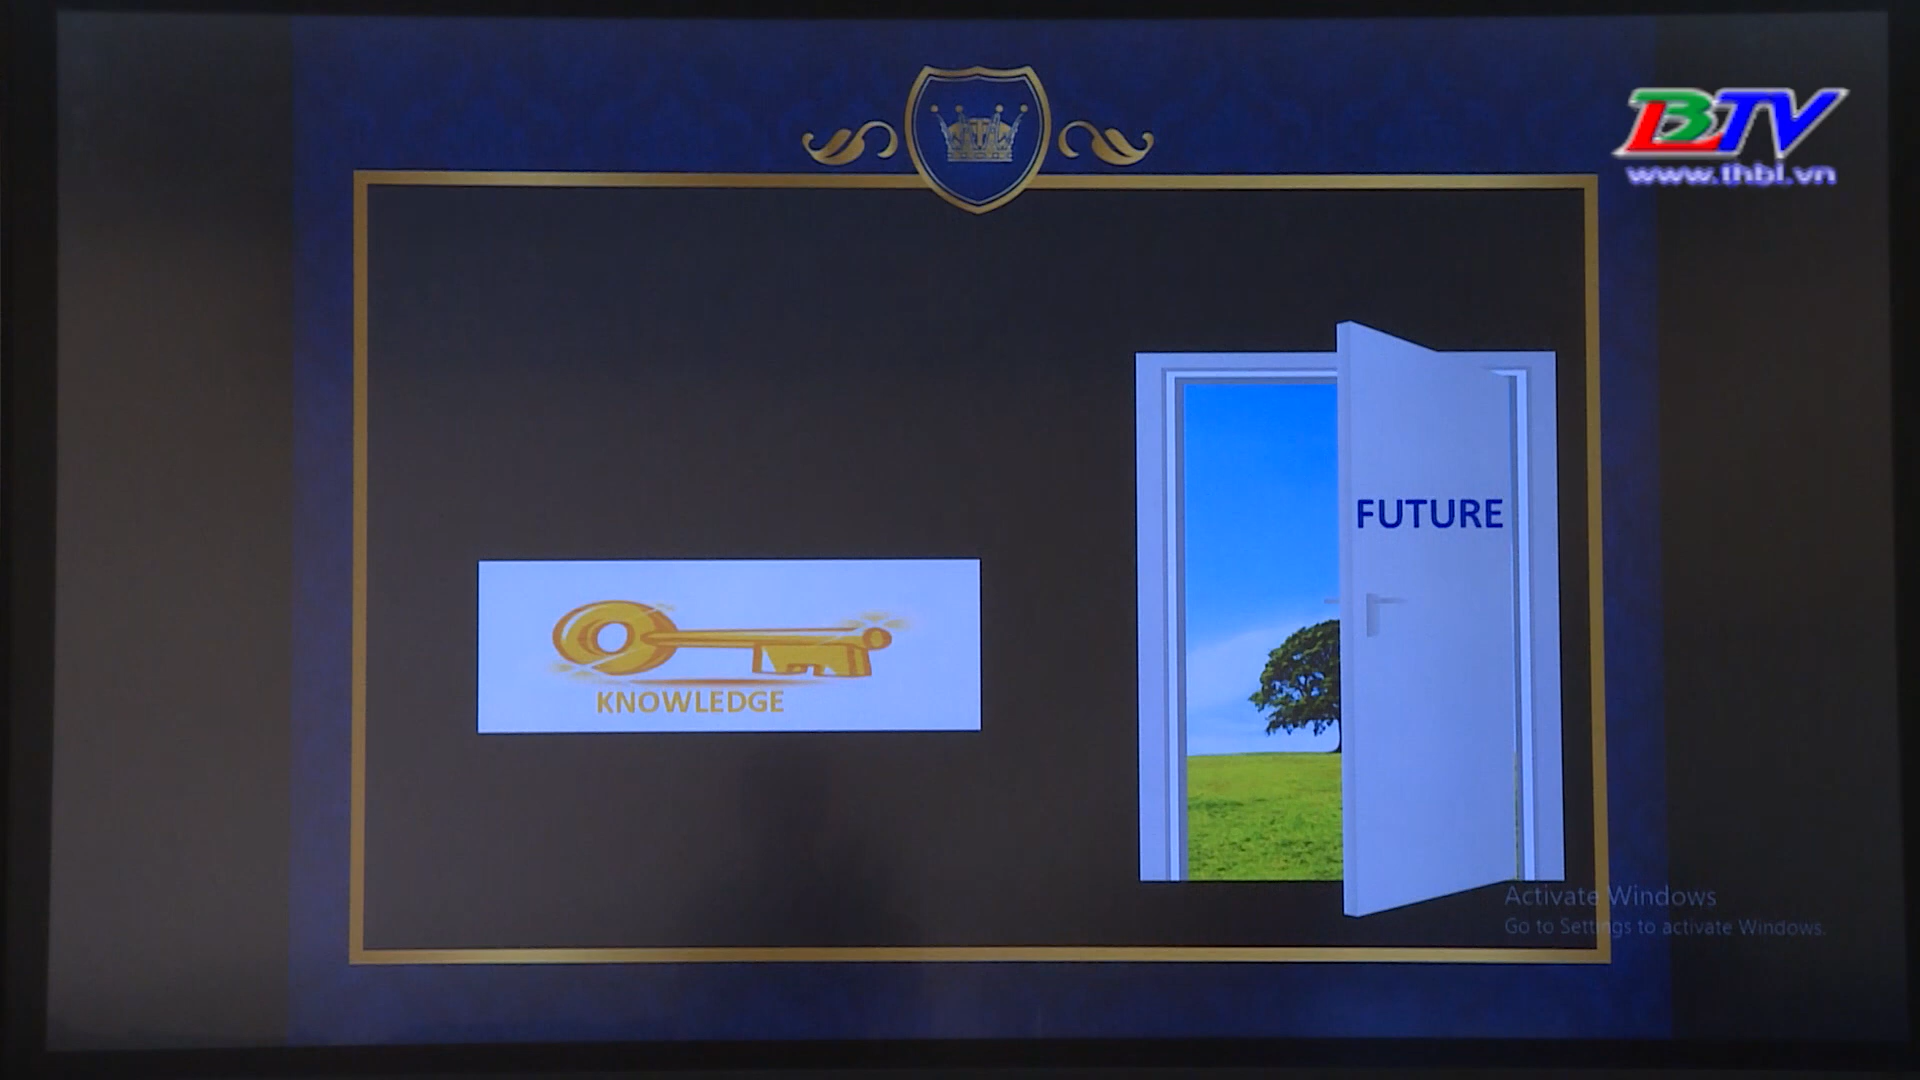 BTV
www.thbl.vn
FUTURE
KNOWLEDGE
Activate Windows
Go to Settings to activate Windows.